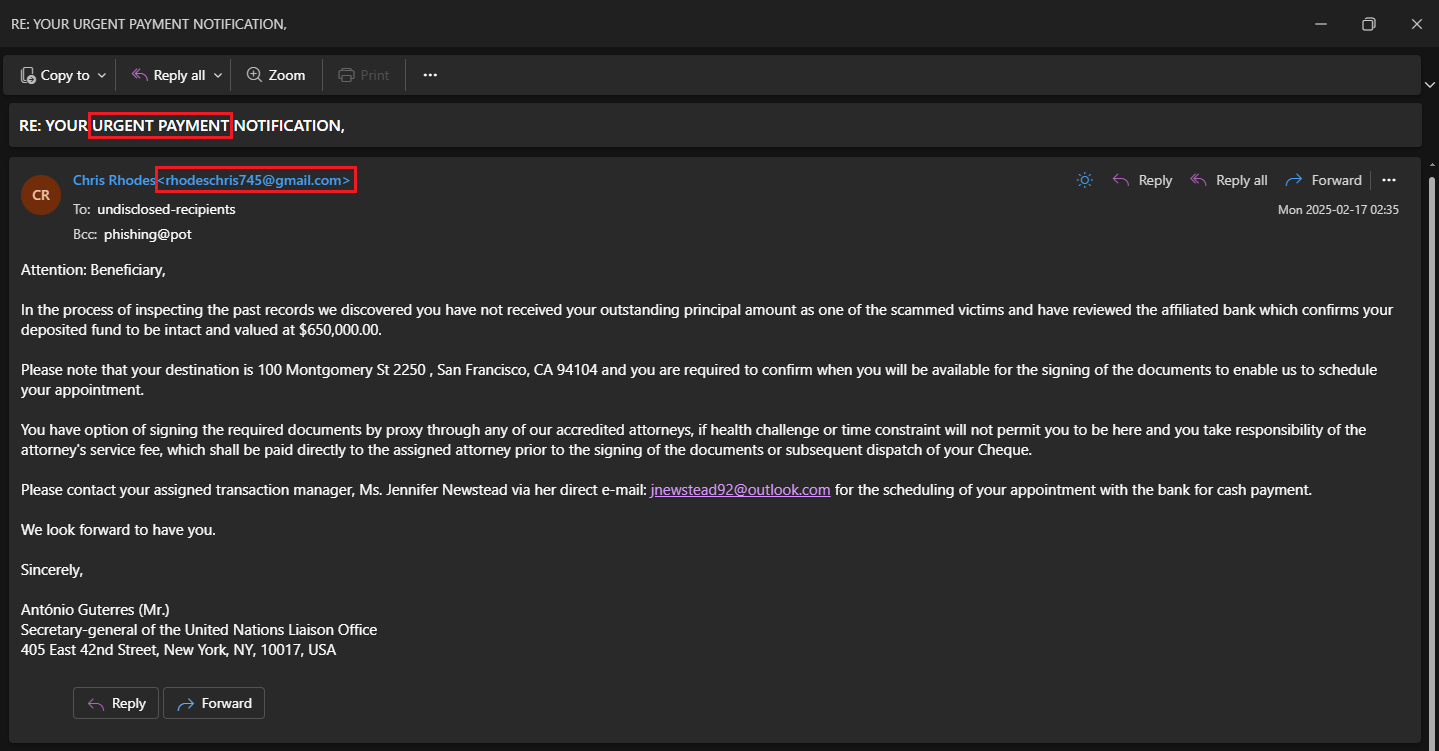 RE: YOUR URGENT PAYMENT NOTIFICATION,
Copy to Reply all Zoom Print ...
RE: YOUR URGENT PAYMENT NOTIFICATION,
CR
Chris Rhodes<rhodeschris745@gmail.com>
Reply Reply all Forward ...
To: undisclosed-recipients
Mon 2025-02-17 02:35
Bcc: phishing@pot
Attention: Beneficiary,
In the process of inspecting the past records we discovered you have not received your outstanding principal amount as one of the scammed victims and have reviewed the affiliated bank which confirms your
deposited fund to be intact and valued at $650,000.00.
Please note that your destination is 100 Montgomery St 2250 , San Francisco, CA 94104 and you are required to confirm when you will be available for the signing of the documents to enable us to schedule
your appointment.
You have option of signing the required documents by proxy through any of our accredited attorneys, if health challenge or time constraint will not permit you to be here and you take responsibility of the
attorney's service fee, which shall be paid directly to the assigned attorney prior to the signing of the documents or subsequent dispatch of your Cheque.
Please contact your assigned transaction manager, Ms. Jennifer Newstead via her direct e-mail: jnewstead92@outlook.com for the scheduling of your appointment with the bank for cash payment.
We look forward to have you.
Sincerely,
António Guterres (Mr.)
Secretary-general of the United Nations Liaison Office
405 East 42nd Street, New York, NY, 10017, USA
Reply Forward